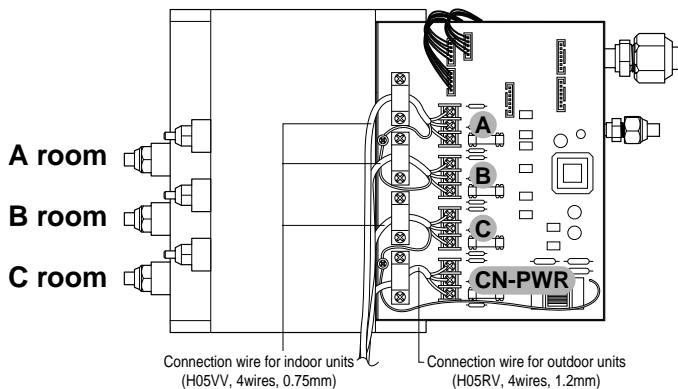 A room
B room
C room
A
B
C
CN-PWR
Connection wire for indoor units
(H05VV, 4wires, 0.75mm)
Connection wire for outdoor units
(H05RV, 4wires, 1.2mm)